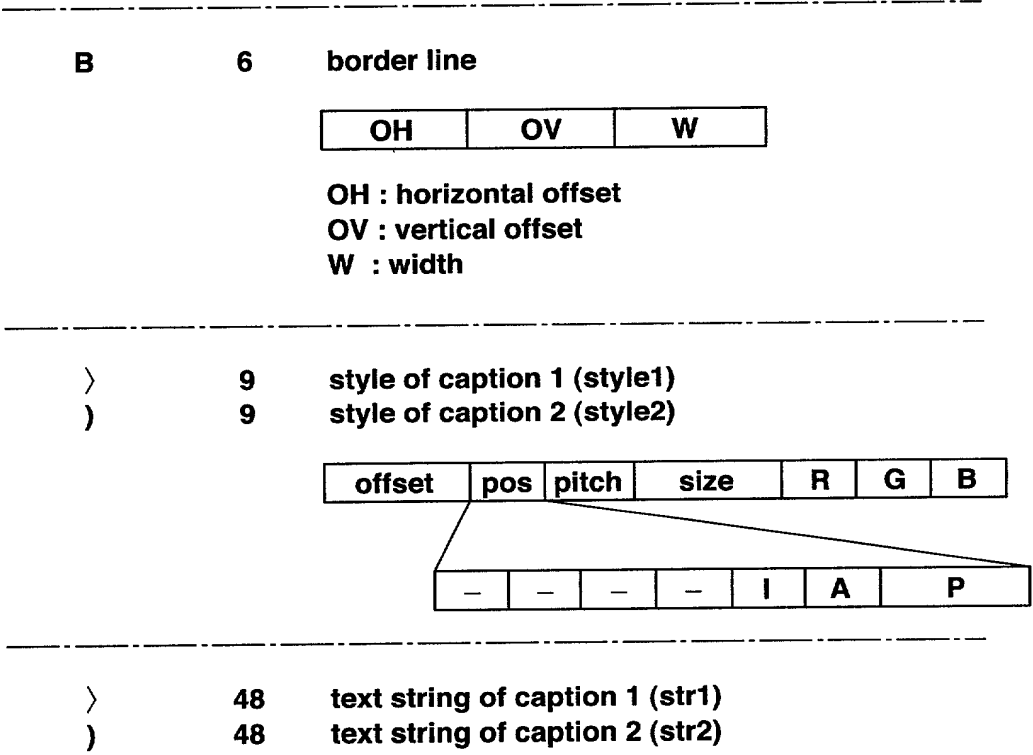 B 6 border line
OH OV W
OH : horizontal offset
OV : vertical offset
W : width
〉 9 style of caption 1 (style1)
) 9 style of caption 2 (style2)
offset pos pitch size R G B
– – – – I A P
〉 48 text string of caption 1 (str1)
) 48 text string of caption 2 (str2)